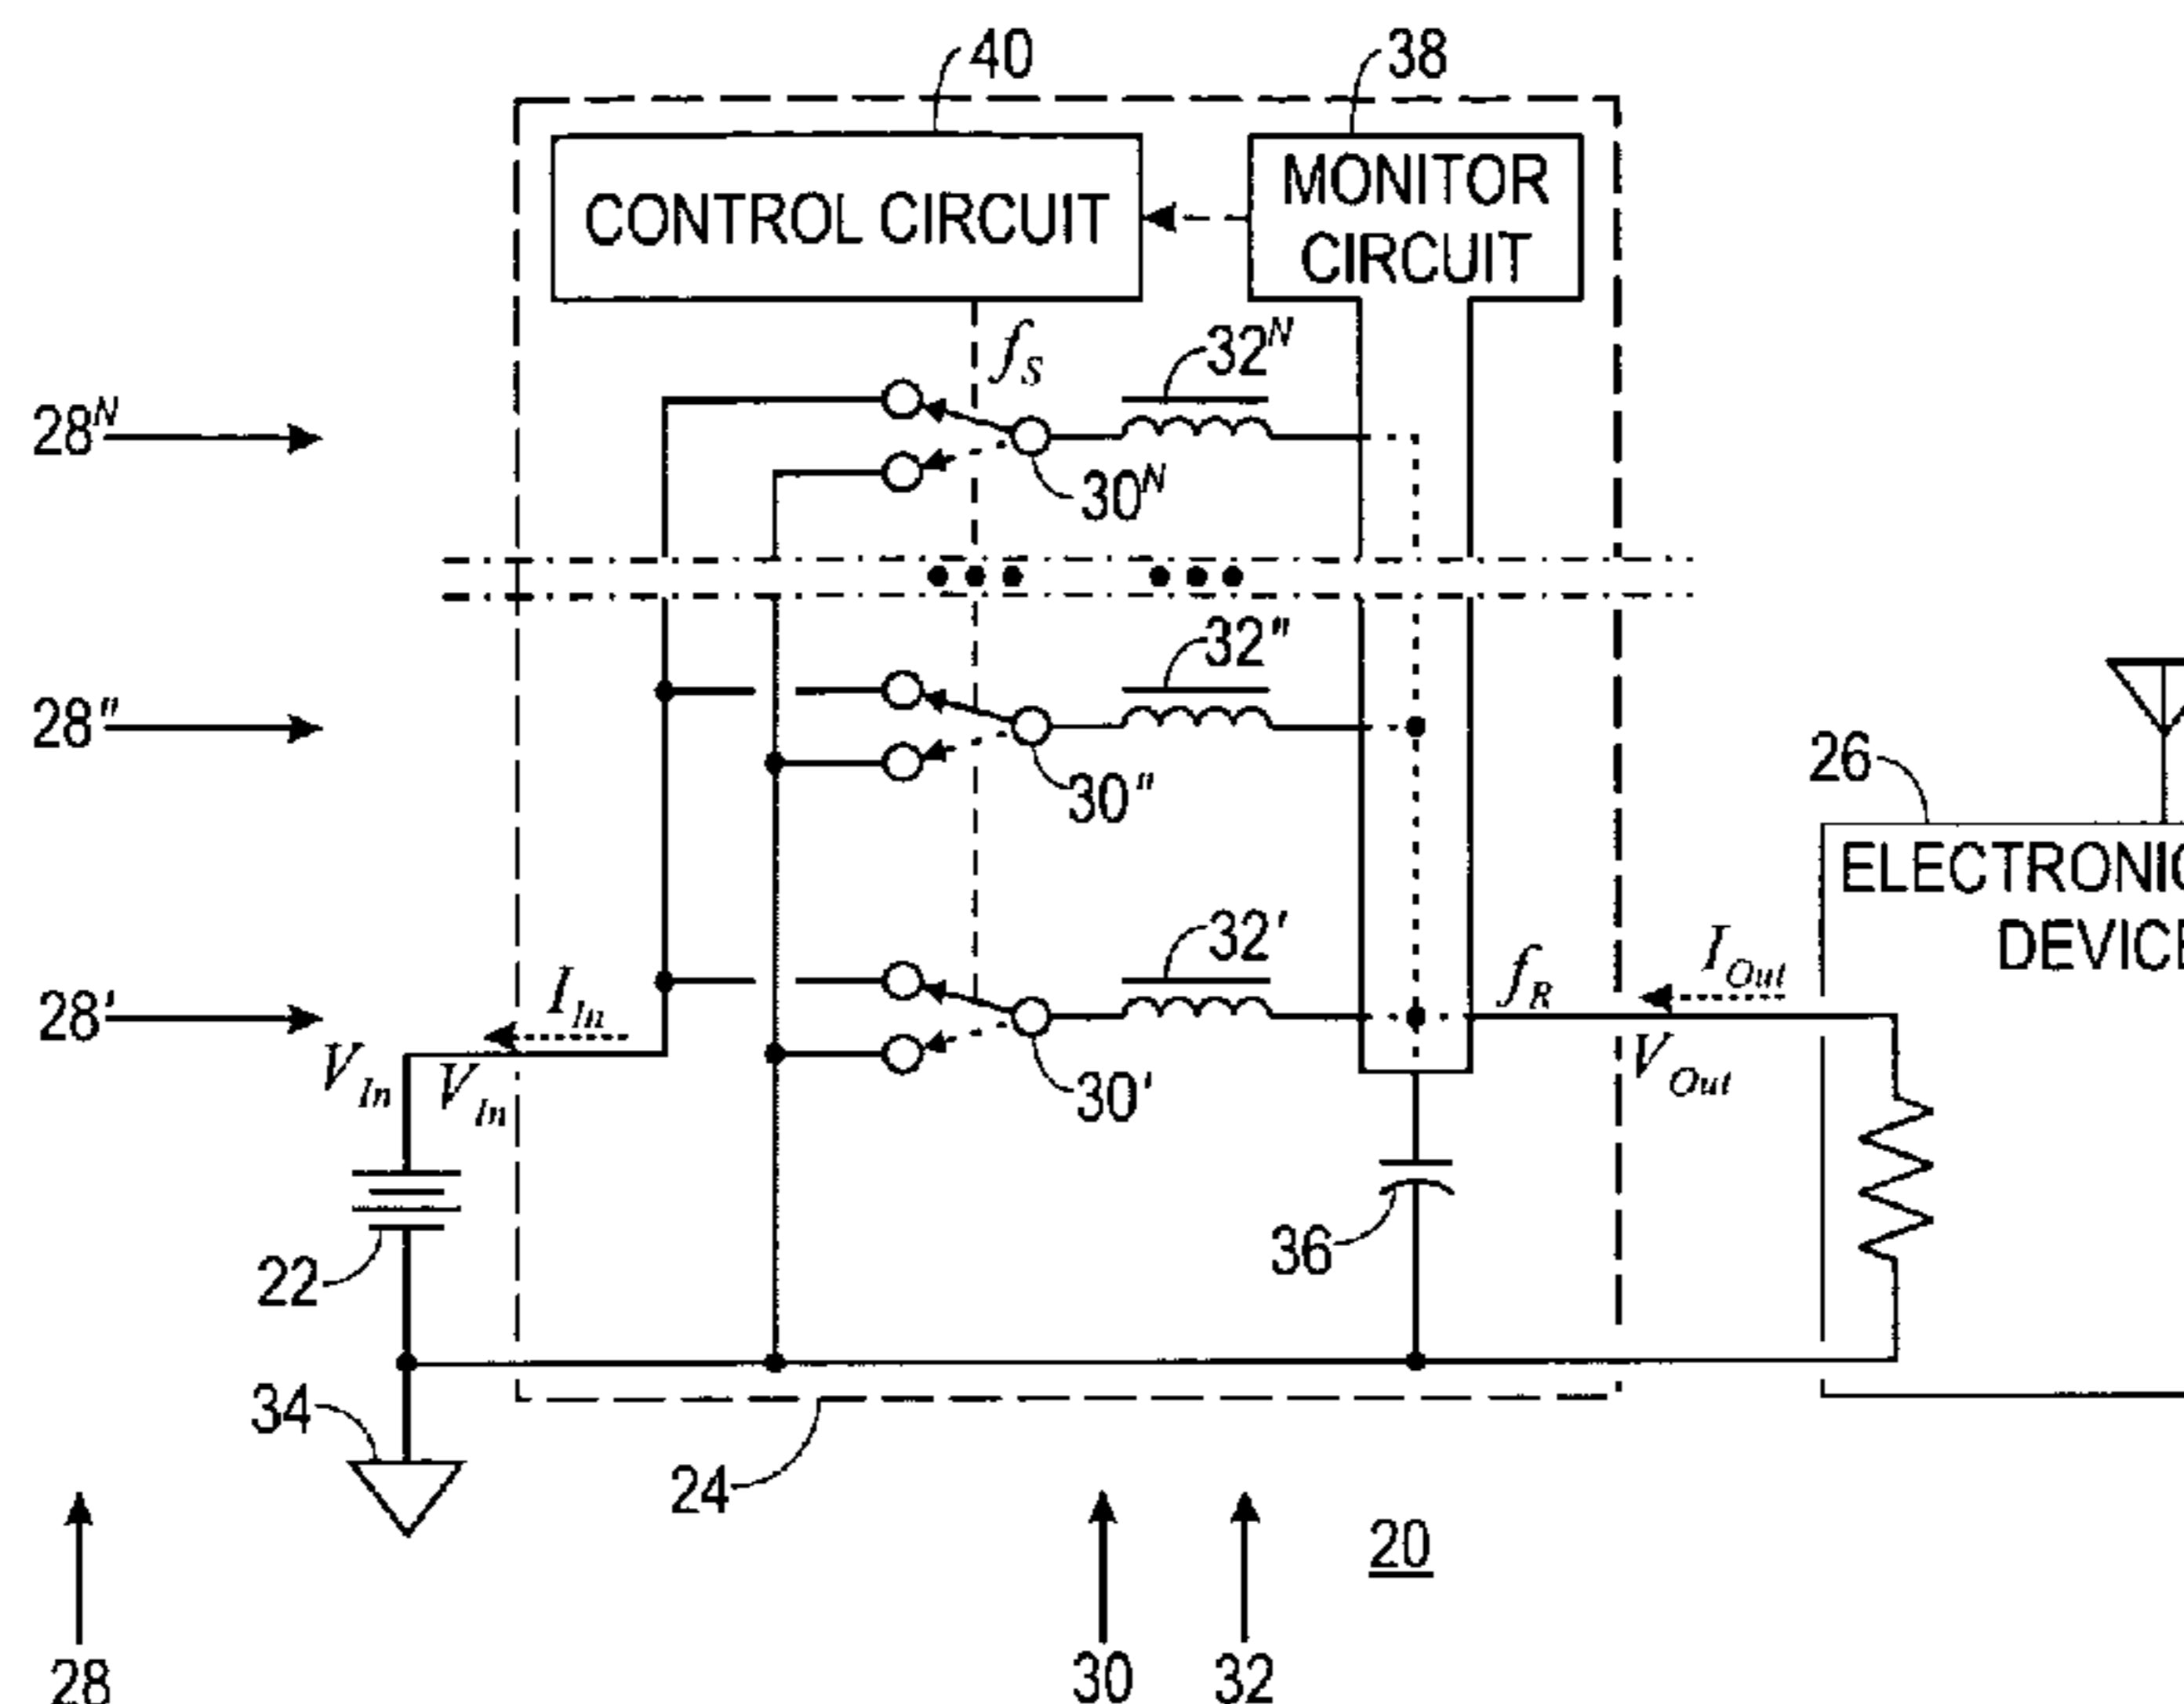 40
38
CONTROL CIRCUIT
MONITOR
CIRCUIT
f_S
32^N
28^N
30^N
32"
28"
30"
26
ELECTRONIC
DEVICE
32'
28'
I_In
f_R
I_Out
V_In
V_In
V_Out
30'
22
36
34
24
20
28
30
32